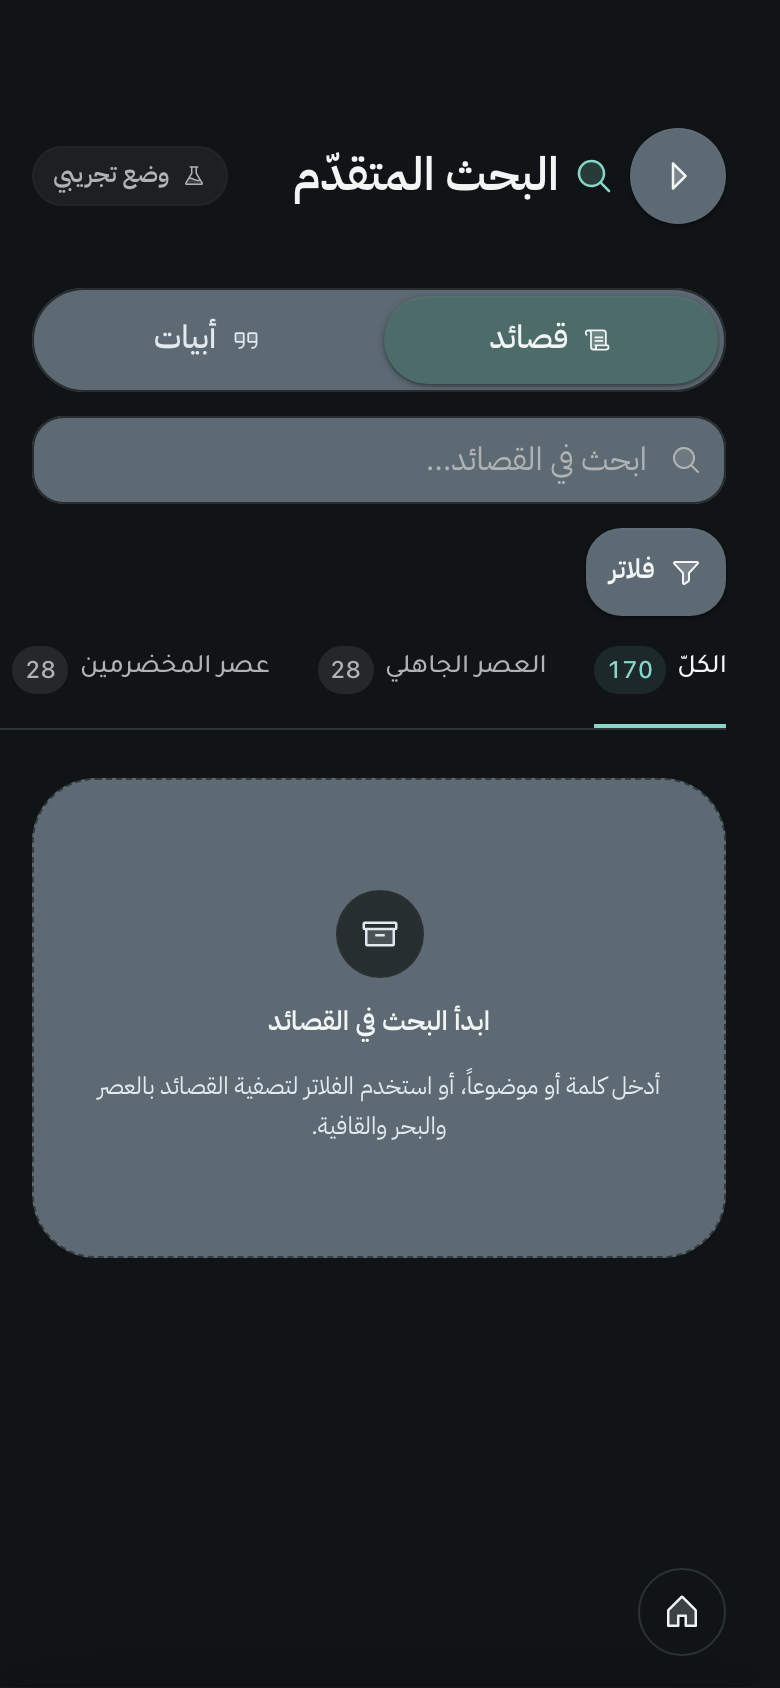 البحث المتقدّم
وضع تجريبي
قصائد
أبيات
ابحث في القصائد...
فلاتر
الكلّ 170
العصر الجاهلي 28
عصر المخضرمين 28
ابدأ البحث في القصائد
أدخل كلمة أو موضوعاً، أو استخدم الفلاتر لتصفية القصائد بالعصر
والبحر والقافية.